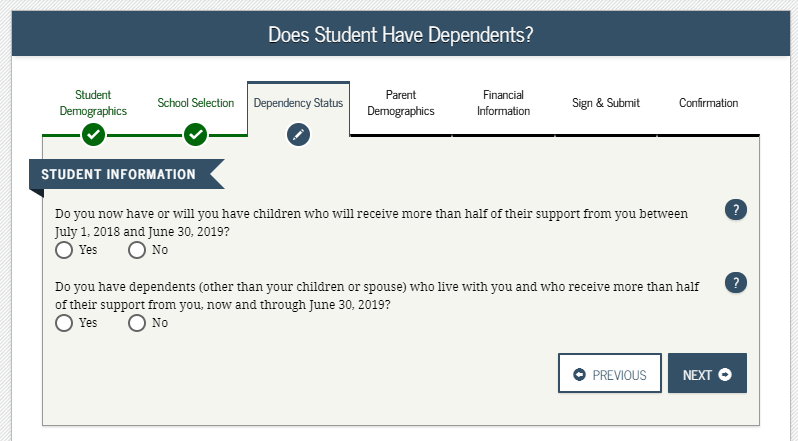 Does Student Have Dependents?
Student
Demographics
School Selection
Dependency Status
Parent
Demographics
Financial
Information
Sign & Submit
Confirmation
STUDENT INFORMATION
Do you now have or will you have children who will receive more than half of their support from you between
July 1, 2018 and June 30, 2019?
?
Yes No
Do you have dependents (other than your children or spouse) who live with you and who receive more than half
of their support from you, now and through June 30, 2019?
?
Yes No
PREVIOUS NEXT